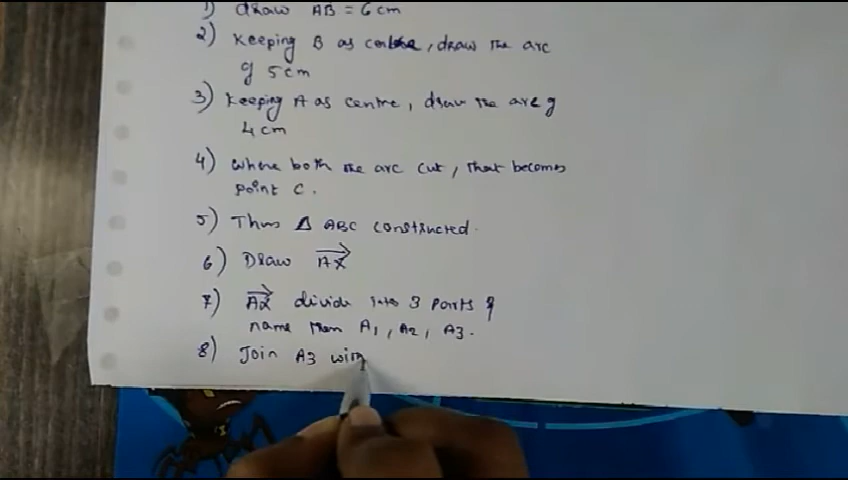 1) draw AB = 6 cm
2) Keeping B as centre, draw the arc
of 5 cm
3) Keeping A as centre, draw the arc of
4 cm
4) Where both the arc cut, that becomes
point C.
5) Thus Δ ABC constructed.
6) Draw AX→
7) AX→ divide into 3 parts &
name them A1, A2, A3.
8) Join A3 with